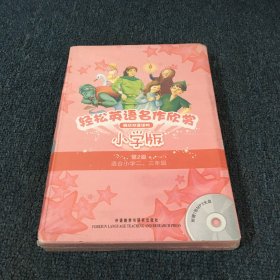 轻松英语名作欣赏
小学版
第2级
适合小学二、三年级
外语教学与研究出版社
FOREIGN LANGUAGE TEACHING AND RESEARCH PRESS